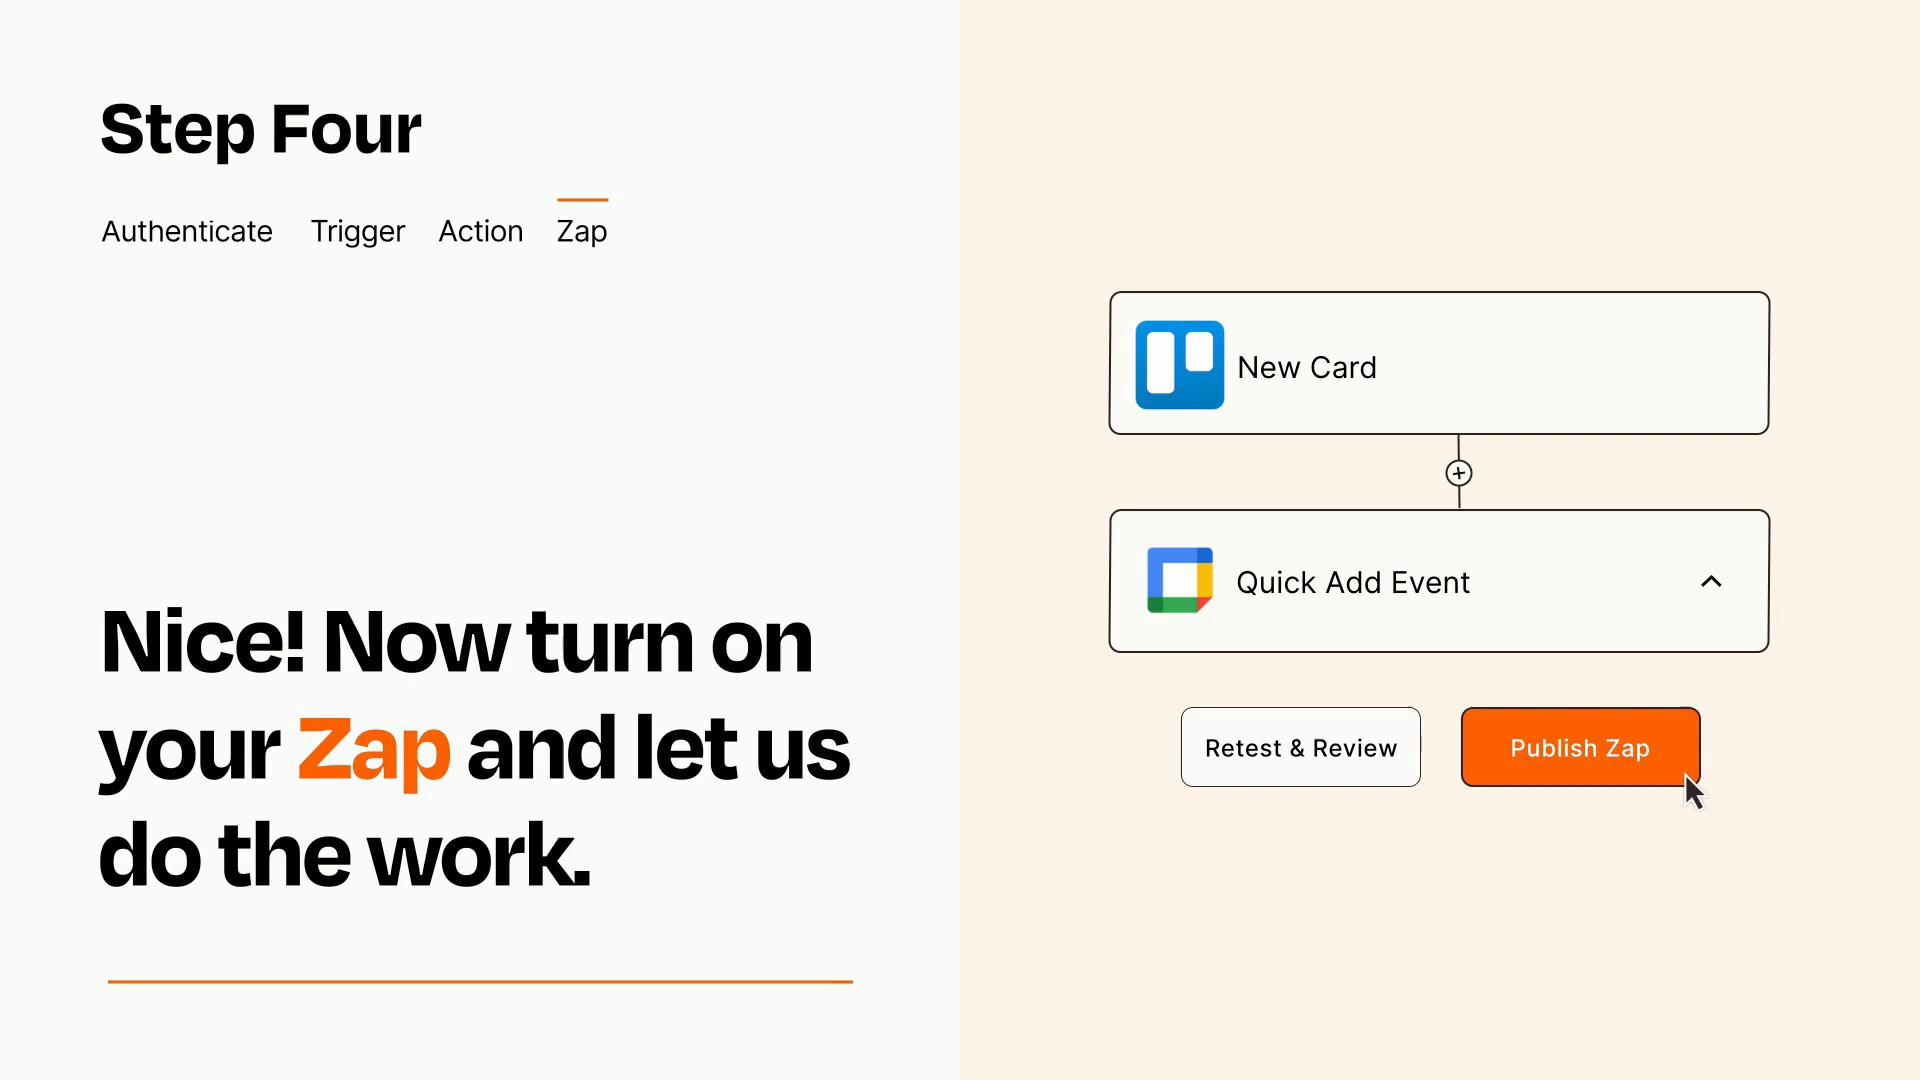 Step Four
Authenticate Trigger Action Zap
Nice! Now turn on
your Zap and let us
do the work.
New Card
Quick Add Event
Retest & Review
Publish Zap